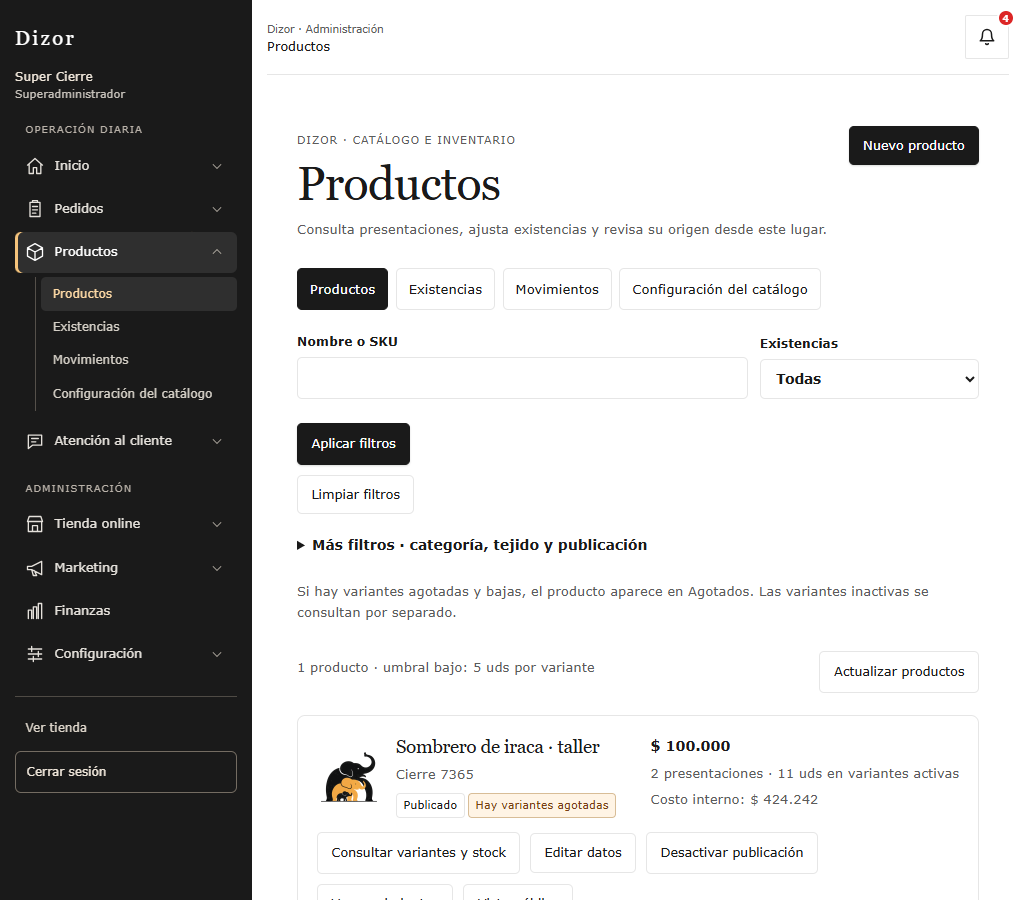 Dizor
Super Cierre
Superadministrador
OPERACIÓN DIARIA
Inicio
Pedidos
Productos
Productos
Existencias
Movimientos
Configuración del catálogo
Atención al cliente
ADMINISTRACIÓN
Tienda online
Marketing
Finanzas
Configuración
Ver tienda
Cerrar sesión
Dizor · Administración
Productos
4
DIZOR · CATÁLOGO E INVENTARIO
Nuevo producto
Productos
Consulta presentaciones, ajusta existencias y revisa su origen desde este lugar.
Productos Existencias Movimientos Configuración del catálogo
Nombre o SKU
Existencias
Todas
Aplicar filtros
Limpiar filtros
Más filtros · categoría, tejido y publicación
Si hay variantes agotadas y bajas, el producto aparece en Agotados. Las variantes inactivas se
consultan por separado.
1 producto · umbral bajo: 5 uds por variante
Actualizar productos
Sombrero de iraca · taller
Cierre 7365
Publicado Hay variantes agotadas
$ 100.000
2 presentaciones · 11 uds en variantes activas
Costo interno: $ 424.242
Consultar variantes y stock Editar datos Desactivar publicación